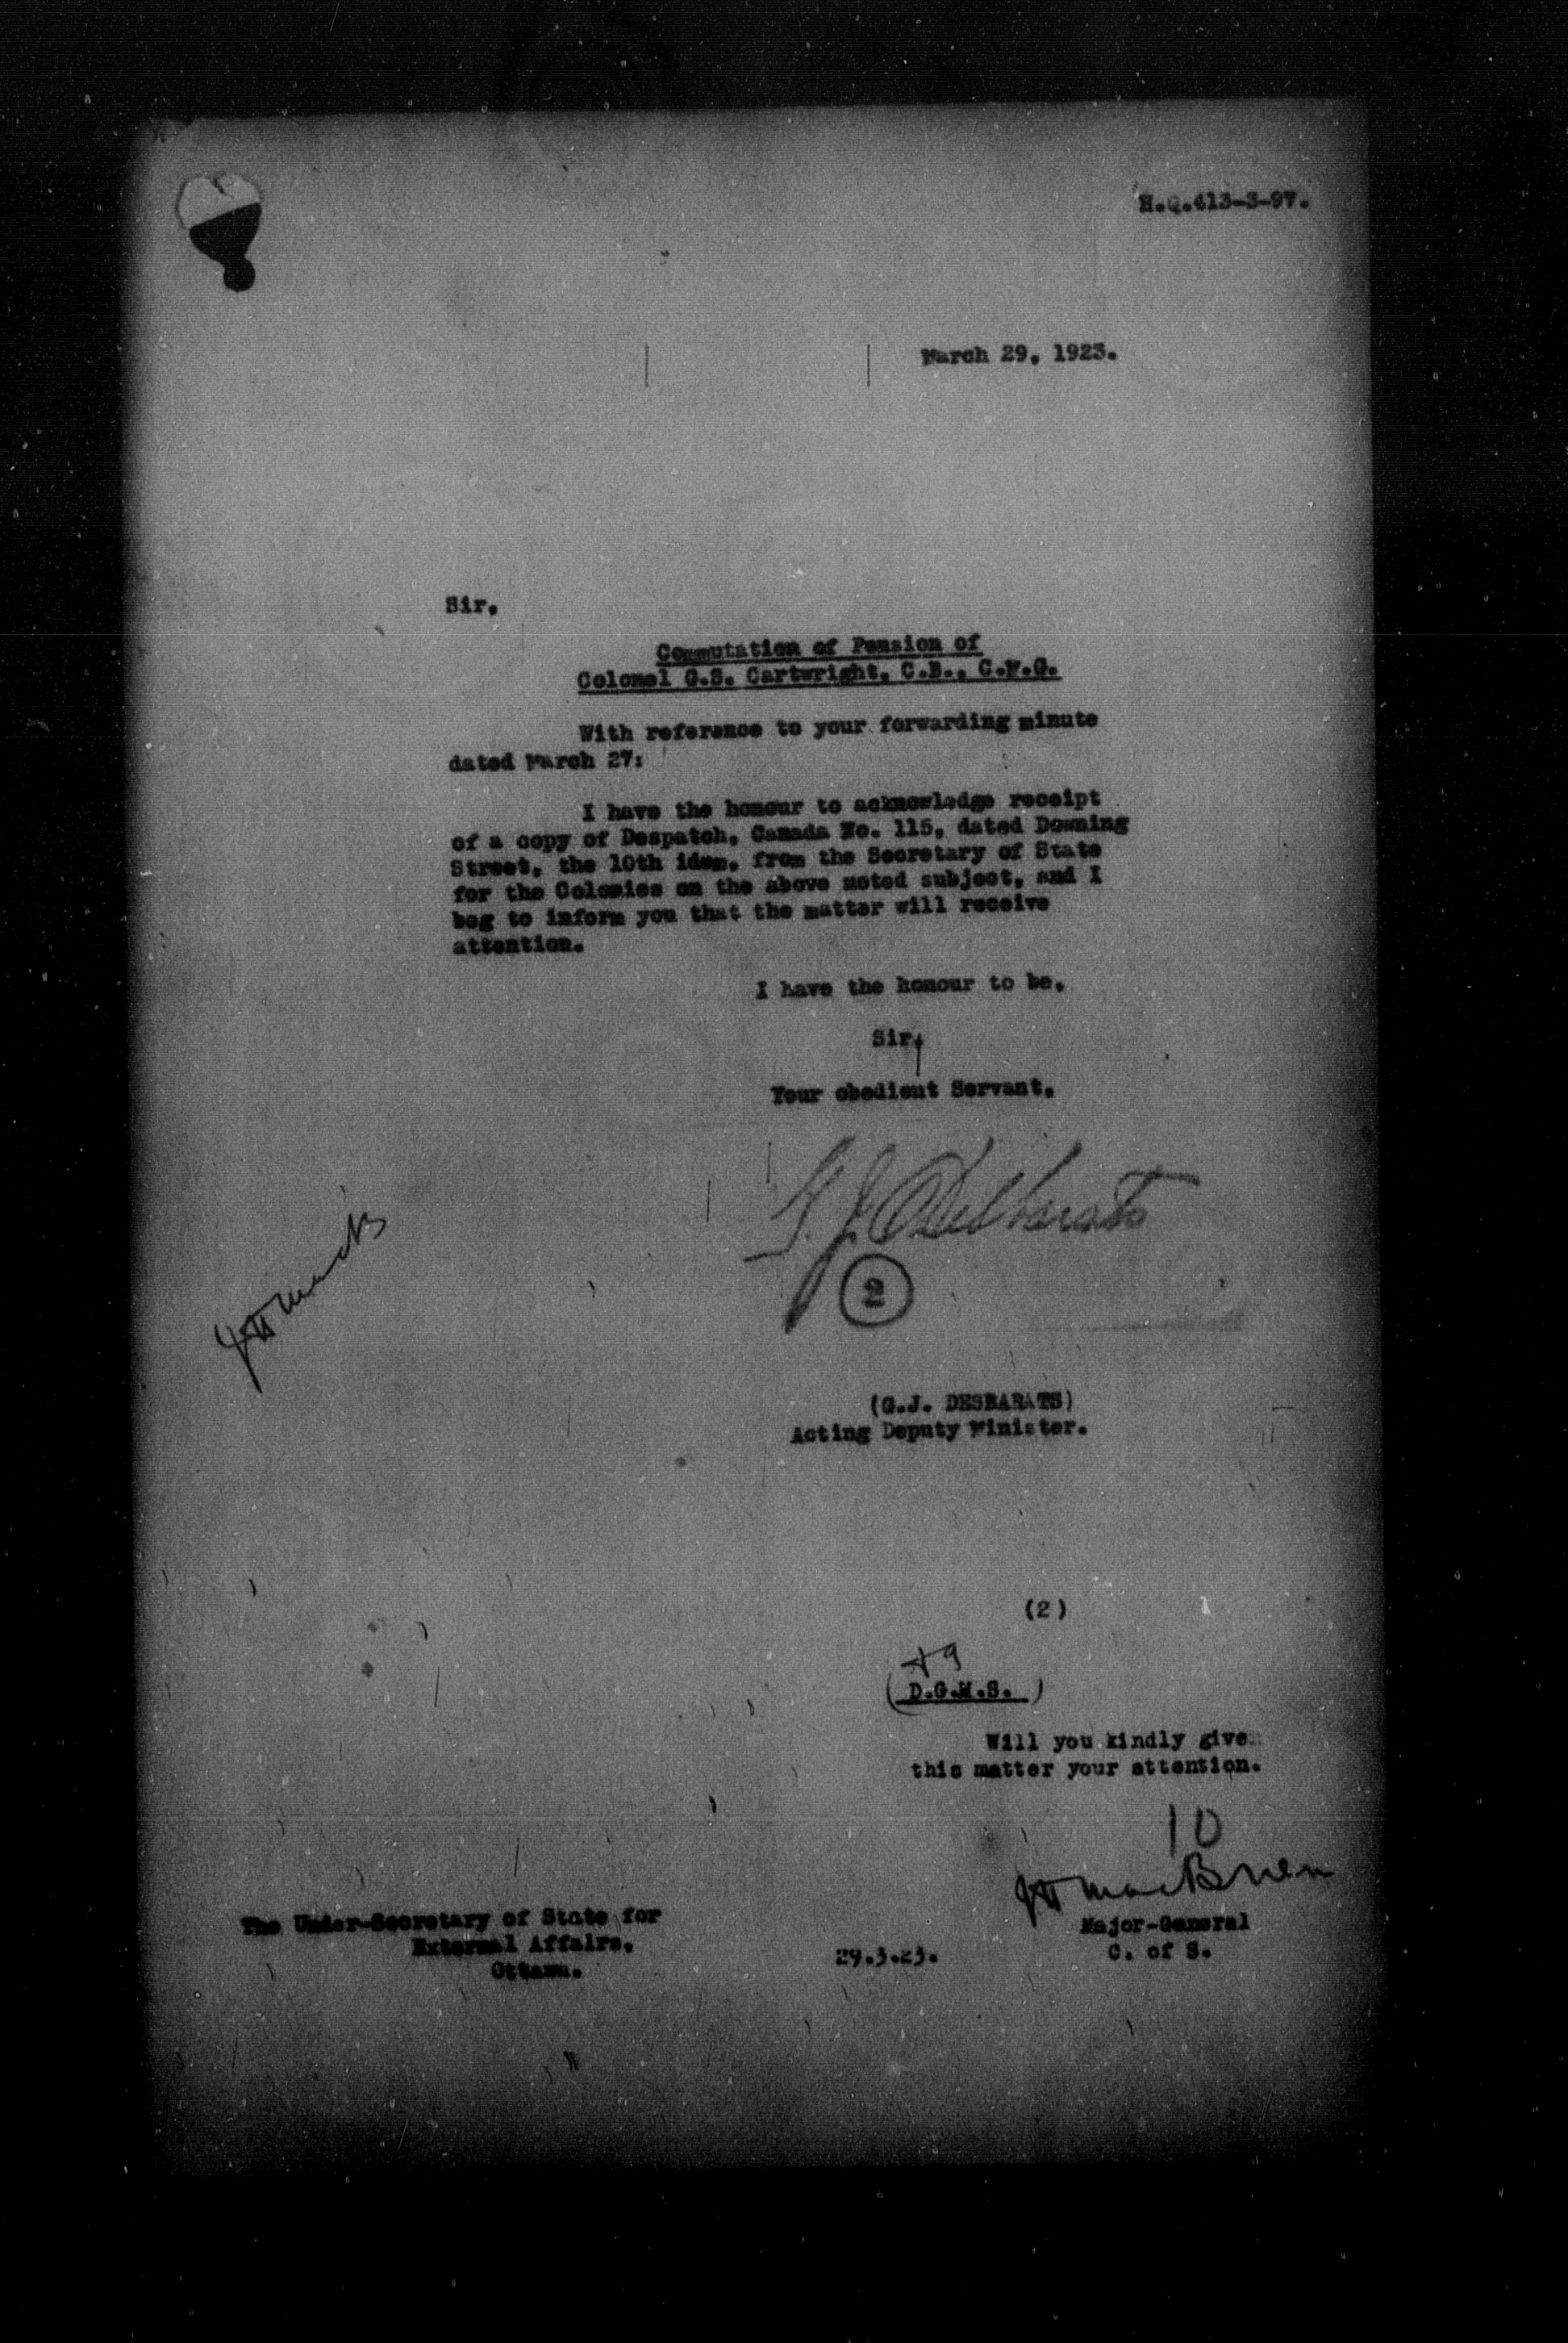 H.Q.413-3-97.
March 29, 1923.
Sir,
Commutation of Pension of
Colonel G.S. Cartwright, C.B., C.M.G.
With reference to your forwarding minute
dated March 27:
I have the honour to acknowledge receipt
of a copy of Despatch, Canada No. 115, dated Downing
Street, the 10th idem, from the Secretary of State
for the Colonies on the above noted subject, and I
beg to inform you that the matter will receive
attention.
I have the honour to be,
Sir,
Your obedient Servant,
G. J. Desbarats
2
JH MacB
(G.J. DESBARATS)
Acting Deputy Minister.
(2)
(D.G.M.S.)
Will you kindly give
this matter your attention.
10
JH MacBrien
Major-General
C. of S.
29.3.23.
The Under-Secretary of State for
External Affairs,
Ottawa.